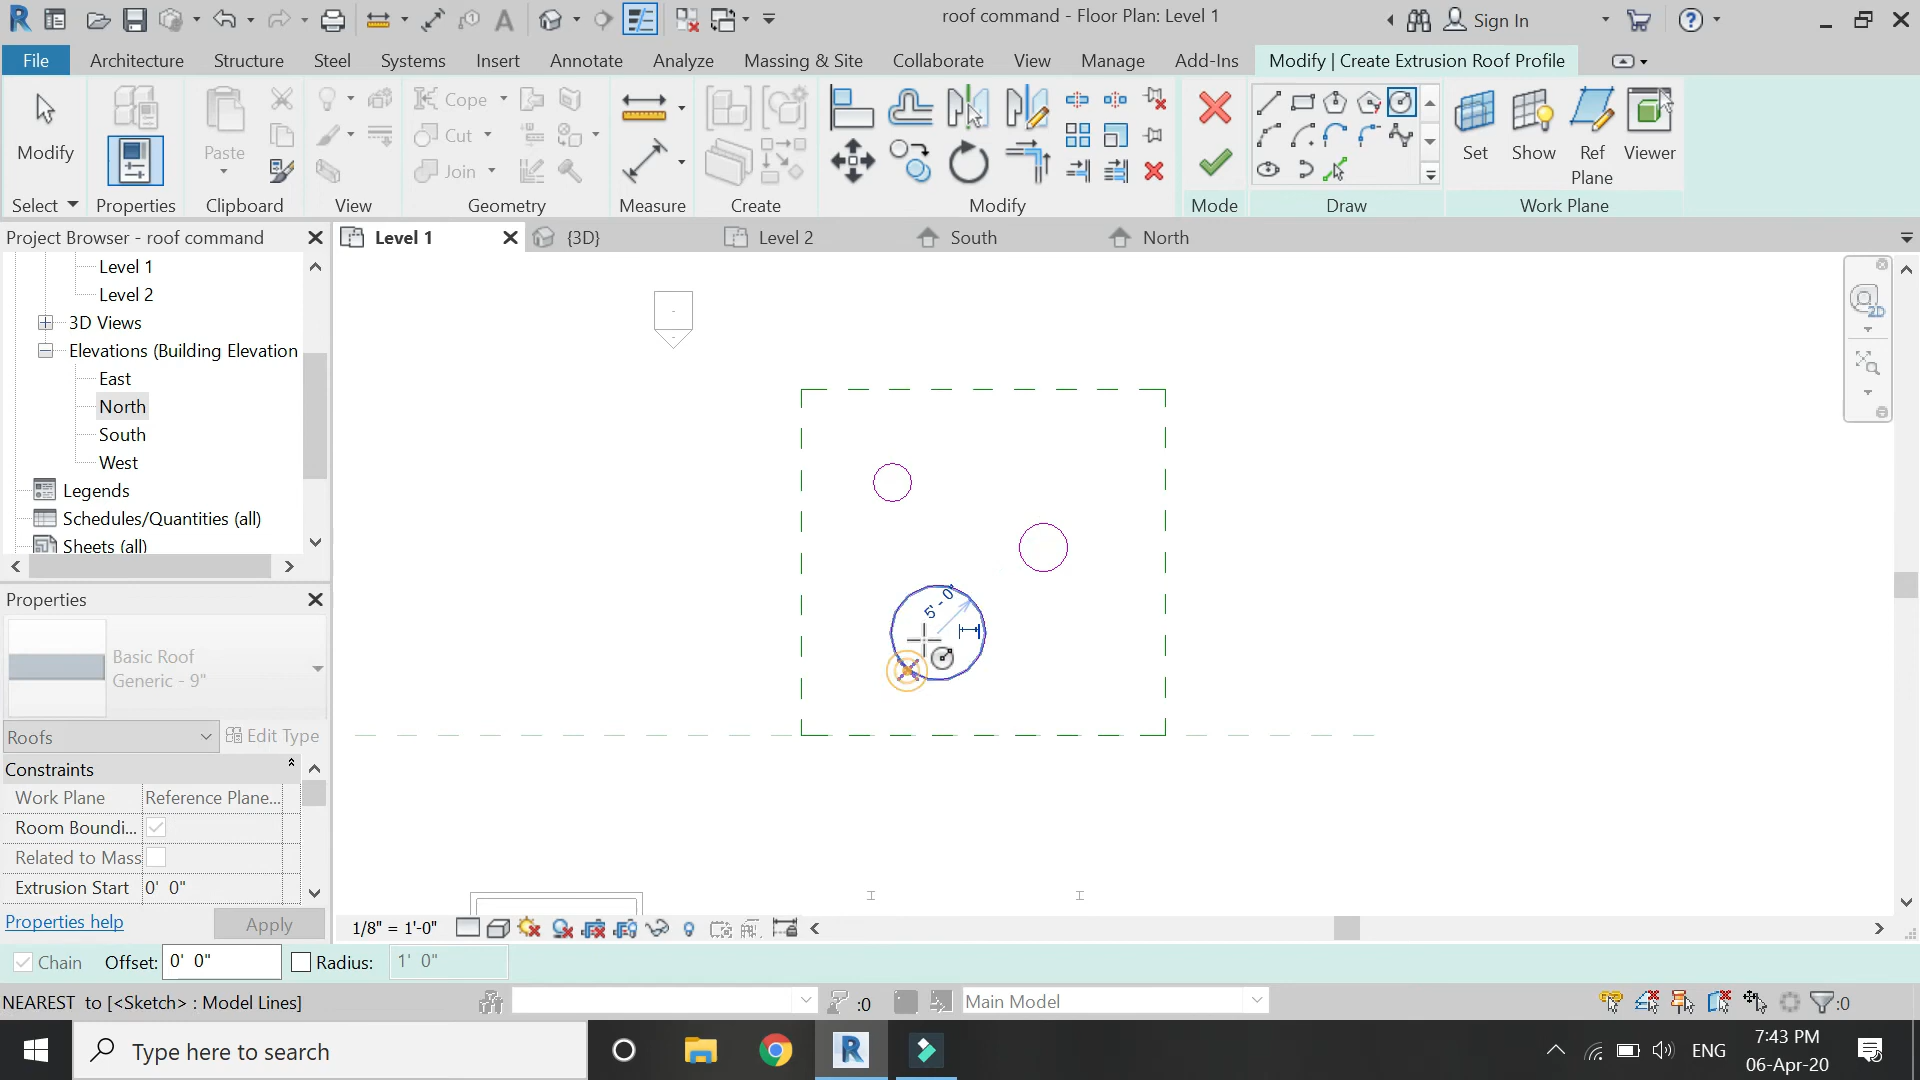 roof command - Floor Plan: Level 1
Sign In
File
Architecture
Structure
Steel
Systems
Insert
Annotate
Analyze
Massing & Site
Collaborate
View
Manage
Add-Ins
Modify | Create Extrusion Roof Profile
Modify
Paste
Cope
Cut
Join
Set
Show
Ref
Plane
Viewer
Select
Properties
Clipboard
View
Geometry
Measure
Create
Modify
Mode
Draw
Work Plane
Project Browser - roof command
Level 1
{3D}
Level 2
South
North
Level 1
Level 2
3D Views
Elevations (Building Elevation
East
North
South
West
Legends
Schedules/Quantities (all)
Sheets (all)
2D
5' - 0"
Properties
Basic Roof
Generic - 9"
Roofs
Edit Type
Constraints
Work Plane
Reference Plane...
Room Boundi...
Related to Mass
Extrusion Start
0'  0"
Properties help
Apply
1/8" = 1'-0"
Chain
Offset:
0'  0"
Radius:
1'  0"
NEAREST  to [<Sketch> : Model Lines]
:0
Main Model
:0
Type here to search
ENG
7:43 PM
06-Apr-20